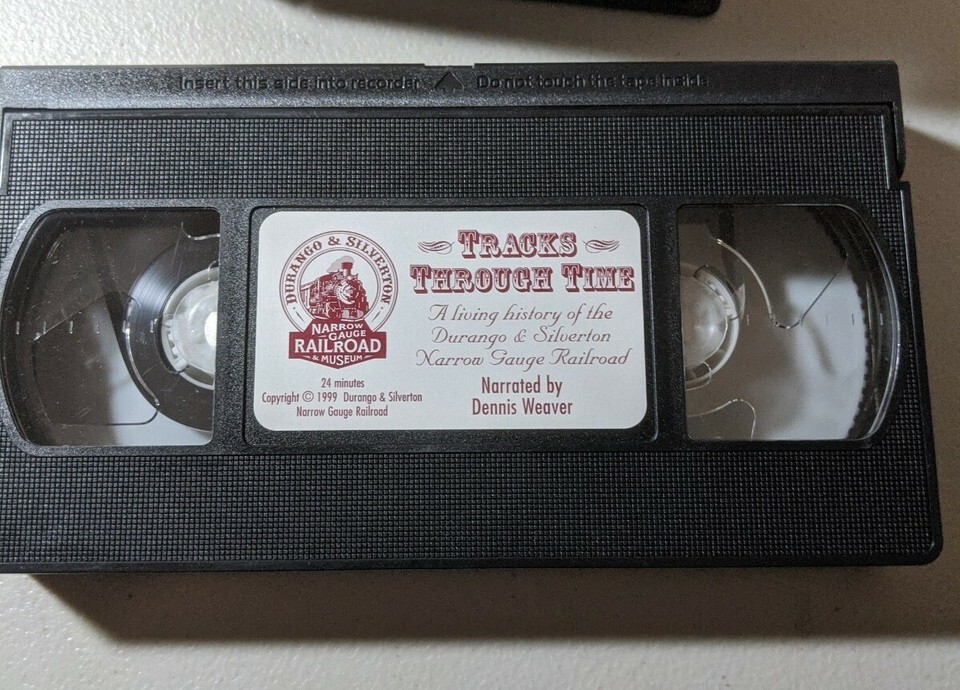 Insert this side into recorder
Do not touch the tape inside
DURANGO & SILVERTON
NARROW
GAUGE
RAILROAD
& MUSEUM
24 minutes
Copyright © 1999 Durango & Silverton
Narrow Gauge Railroad
TRACKS
THROUGH TIME
A living history of the
Durango & Silverton
Narrow Gauge Railroad
Narrated by
Dennis Weaver